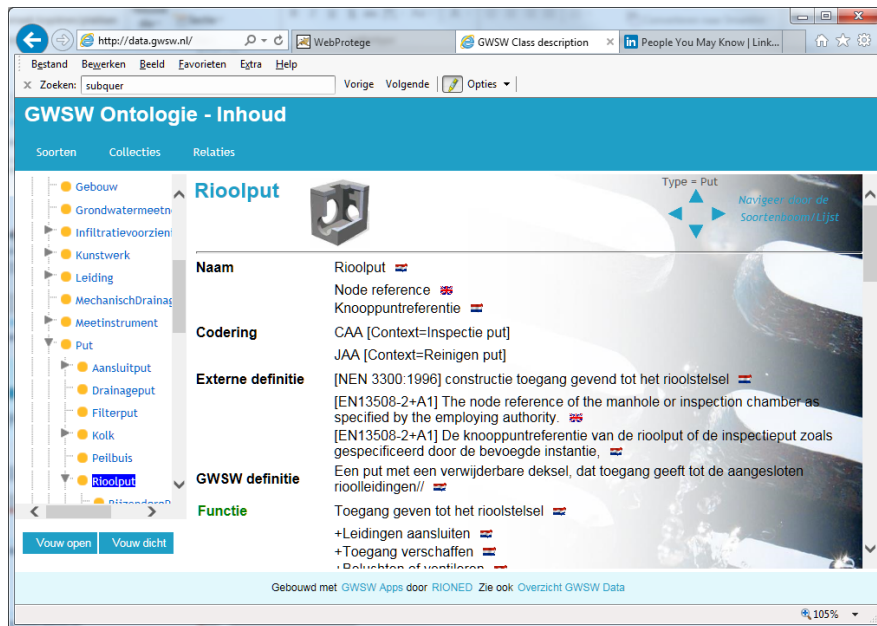 http://data.gwsw.nl/
WebProtege
GWSW Class description
People You May Know | Link...
Bestand Bewerken Beeld Favorieten Extra Help
x Zoeken: subquer Vorige Volgende Opties
GWSW Ontologie - Inhoud
Soorten Collecties Relaties
Gebouw
Grondwatermeetn
Infiltratievoorzien
Kunstwerk
Leiding
MechanischDrainag
Meetinstrument
Put
Aansluitput
Drainageput
Filterput
Kolk
Peilbuis
Rioolput
Vouw open Vouw dicht
Rioolput
Type = Put
Navigeer door de
Soortenboom/Lijst
Naam Rioolput
Node reference
Knooppuntreferentie
Codering CAA [Context=Inspectie put]
JAA [Context=Reinigen put]
Externe definitie [NEN 3300:1996] constructie toegang gevend tot het rioolstelsel
[EN13508-2+A1] The node reference of the manhole or inspection chamber as
specified by the employing authority.
[EN13508-2+A1] De knooppuntreferentie van de rioolput of de inspectieput zoals
gespecificeerd door de bevoegde instantie,
GWSW definitie Een put met een verwijderbare deksel, dat toegang geeft tot de aangesloten
rioolleidingen//
Functie Toegang geven tot het rioolstelsel
+Leidingen aansluiten
+Toegang verschaffen
+Beluchten of ventileren
Gebouwd met GWSW Apps door RIONED Zie ook Overzicht GWSW Data
105%